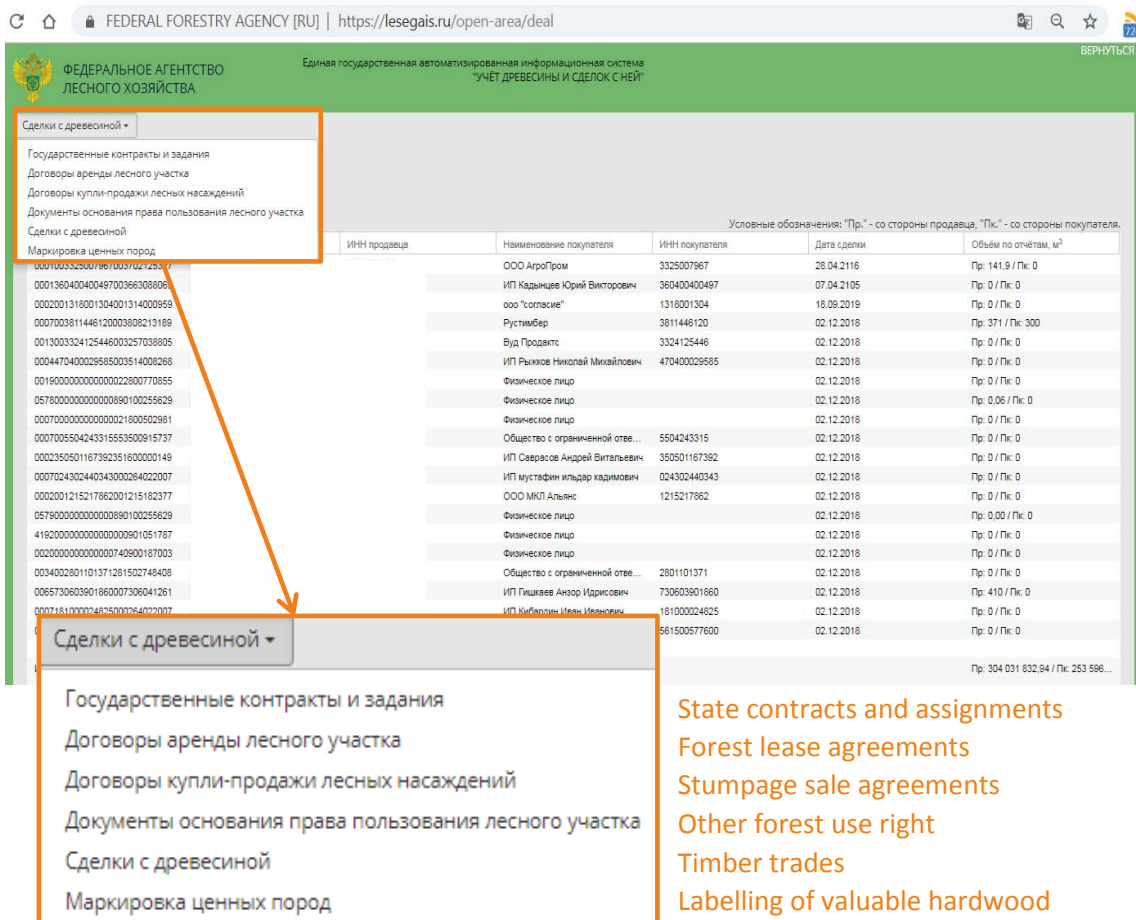 FEDERAL FORESTRY AGENCY [RU] | https://lesegais.ru/open-area/deal
72
ВЕРНУТЬСЯ
ФЕДЕРАЛЬНОЕ АГЕНТСТВО
ЛЕСНОГО ХОЗЯЙСТВА
Единая государственная автоматизированная информационная система
"УЧЁТ ДРЕВЕСИНЫ И СДЕЛОК С НЕЙ"
Сделки с древесиной
Государственные контракты и задания
Договоры аренды лесного участка
Договоры купли-продажи лесных насаждений
Документы основания права пользования лесного участка
Сделки с древесиной
Маркировка ценных пород
Условные обозначения: "Пр." - со стороны продавца, "Пк." - со стороны покупателя.
ИНН продавца Наименование покупателя ИНН покупателя Дата сделки Объём по отчётам, м³
ООО АгроПром 3325007967 28.04.2116 Пр: 141,9 / Пк: 0
ИП Кадынцев Юрий Викторович 360400400497 07.04.2105 Пр: 0 / Пк: 0
0002001318001304001314000959 ооо "согласие" 1318001304 18.09.2019 Пр: 0 / Пк: 0
0007003811446120003808213189 Рустимбер 3811446120 02.12.2018 Пр: 371 / Пк: 300
0013003324125446003257038805 Вуд Продактс 3324125446 02.12.2018 Пр: 0 / Пк: 0
0004470400029585003514008268 ИП Рыжков Николай Михайлович 470400029585 02.12.2018 Пр: 0 / Пк: 0
0019000000000000022800770855 Физическое лицо 02.12.2018 Пр: 0 / Пк: 0
0578000000000000890100255629 Физическое лицо 02.12.2018 Пр: 0,06 / Пк: 0
0007000000000000021800502981 Физическое лицо 02.12.2018 Пр: 0 / Пк: 0
0007005504243315553500915737 Общество с ограниченной отве... 5504243315 02.12.2018 Пр: 0 / Пк: 0
0002350501167392351600000149 ИП Саврасов Андрей Витальевич 350501167392 02.12.2018 Пр: 0 / Пк: 0
0007024302440343000264022007 ИП мустафин ильдар кадимович 024302440343 02.12.2018 Пр: 0 / Пк: 0
0002001215217862001215182377 ООО МКЛ Альянс 1215217862 02.12.2018 Пр: 0 / Пк: 0
0579000000000000890100255629 Физическое лицо 02.12.2018 Пр: 0,00 / Пк: 0
4192000000000000000901051787 Физическое лицо 02.12.2018 Пр: 0 / Пк: 0
0020000000000000740900187003 Физическое лицо 02.12.2018 Пр: 0 / Пк: 0
0034002801101371281502748408 Общество с ограниченной отве... 2801101371 02.12.2018 Пр: 0 / Пк: 0
0065730603901860007306041261 ИП Гишкаев Анзор Идрисович 730603901860 02.12.2018 Пр: 410 / Пк: 0
0007181000024825000264022007 ИП Кибардин Иван Иванович 181000024825 02.12.2018 Пр: 0 / Пк: 0
561500577600 02.12.2018 Пр: 0 / Пк: 0
Пр: 304 031 832,94 / Пк: 253 596...
Сделки с древесиной
Государственные контракты и задания State contracts and assignments
Договоры аренды лесного участка Forest lease agreements
Договоры купли-продажи лесных насаждений Stumpage sale agreements
Документы основания права пользования лесного участка Other forest use right
Сделки с древесиной Timber trades
Маркировка ценных пород Labelling of valuable hardwood